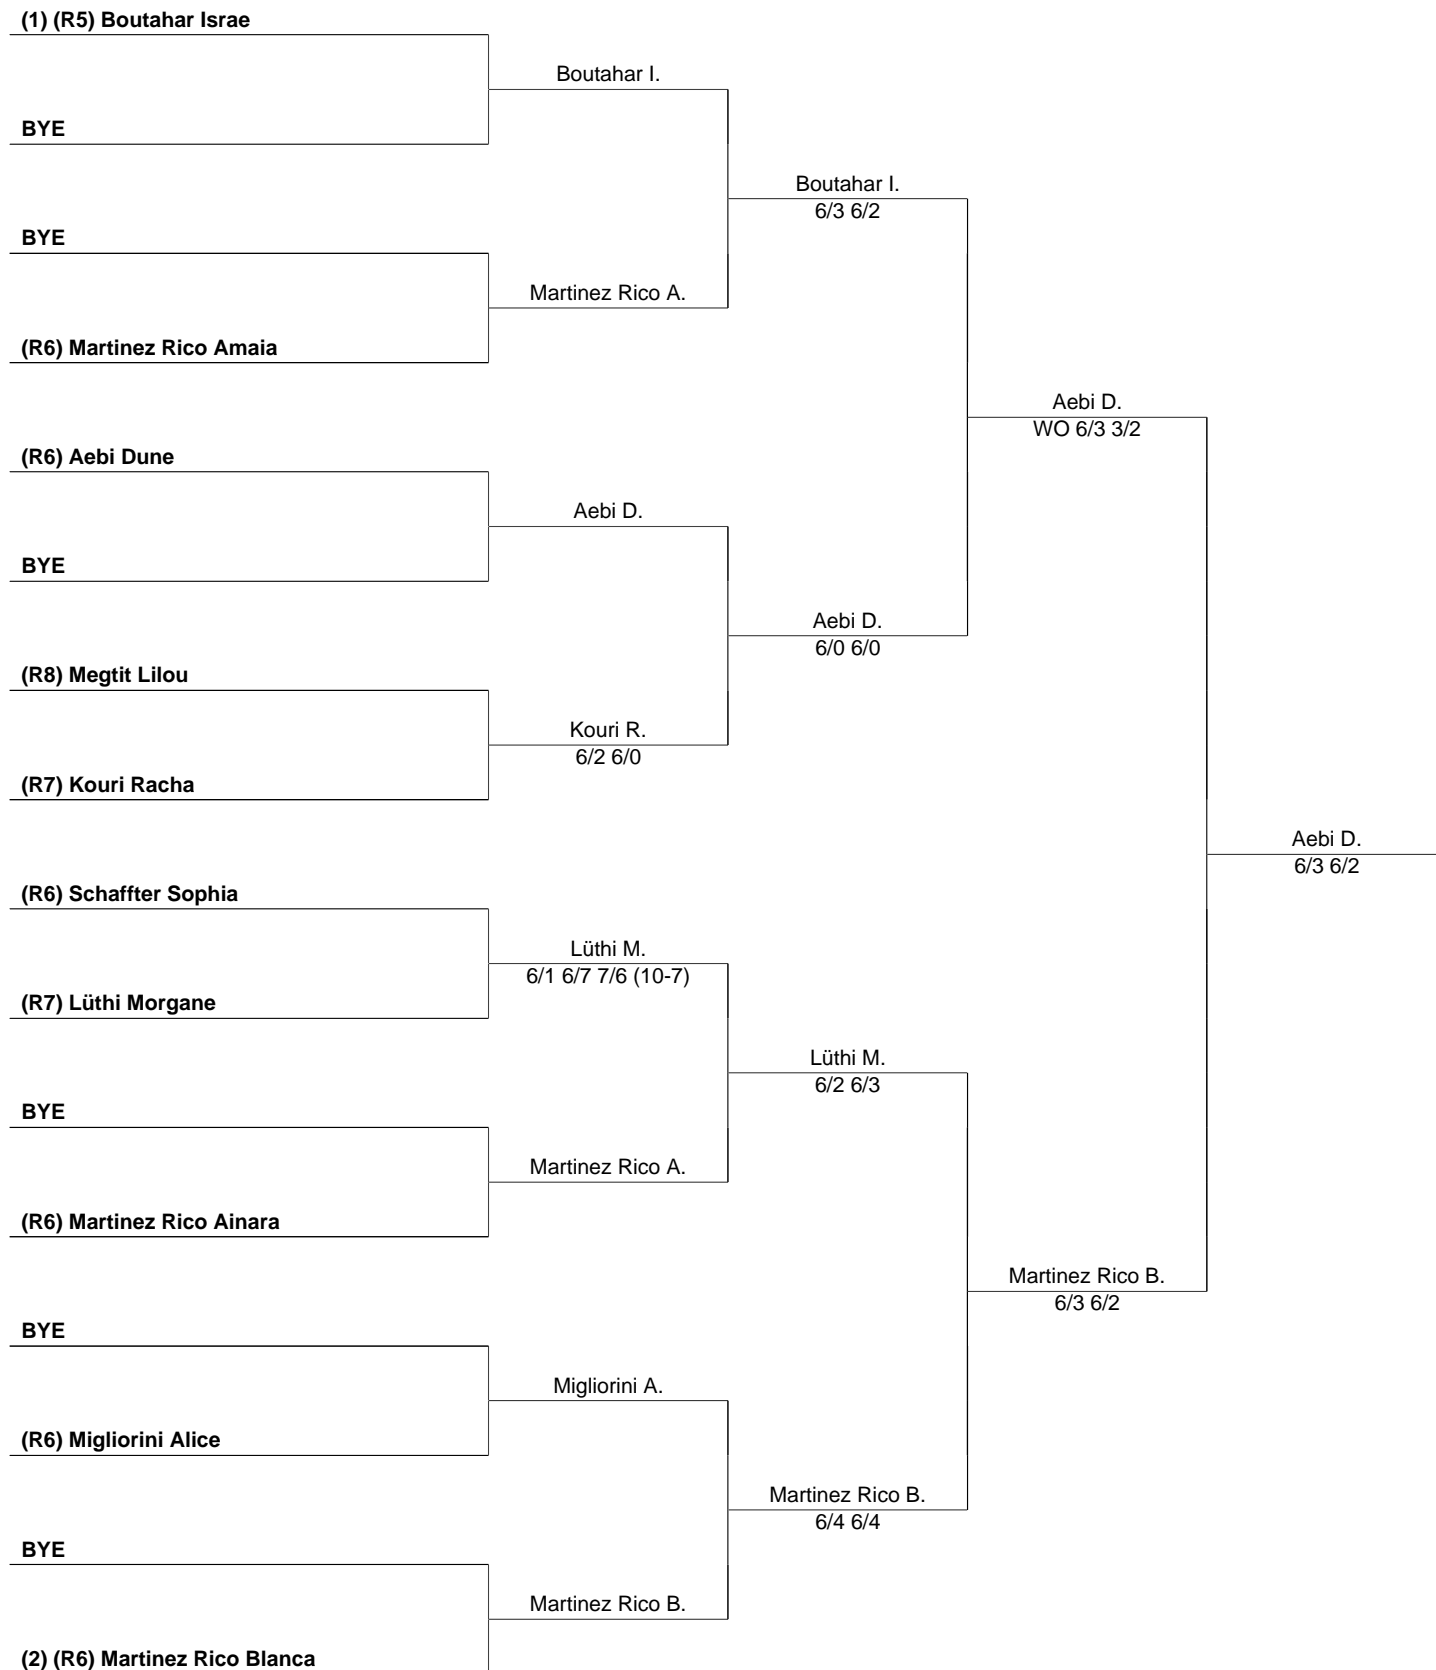 (1) (R5) Boutahar Israe
Boutahar I.
BYE
Boutahar I.
6/3 6/2
BYE
Martinez Rico A.
(R6) Martinez Rico Amaia
Aebi D.
WO 6/3 3/2
(R6) Aebi Dune
Aebi D.
BYE
Aebi D.
6/0 6/0
(R8) Megtit Lilou
Kouri R.
6/2 6/0
(R7) Kouri Racha
Aebi D.
6/3 6/2
(R6) Schaffter Sophia
Lüthi M.
6/1 6/7 7/6 (10-7)
(R7) Lüthi Morgane
Lüthi M.
6/2 6/3
BYE
Martinez Rico A.
(R6) Martinez Rico Ainara
Martinez Rico B.
6/3 6/2
BYE
Migliorini A.
(R6) Migliorini Alice
Martinez Rico B.
6/4 6/4
BYE
Martinez Rico B.
(2) (R6) Martinez Rico Blanca